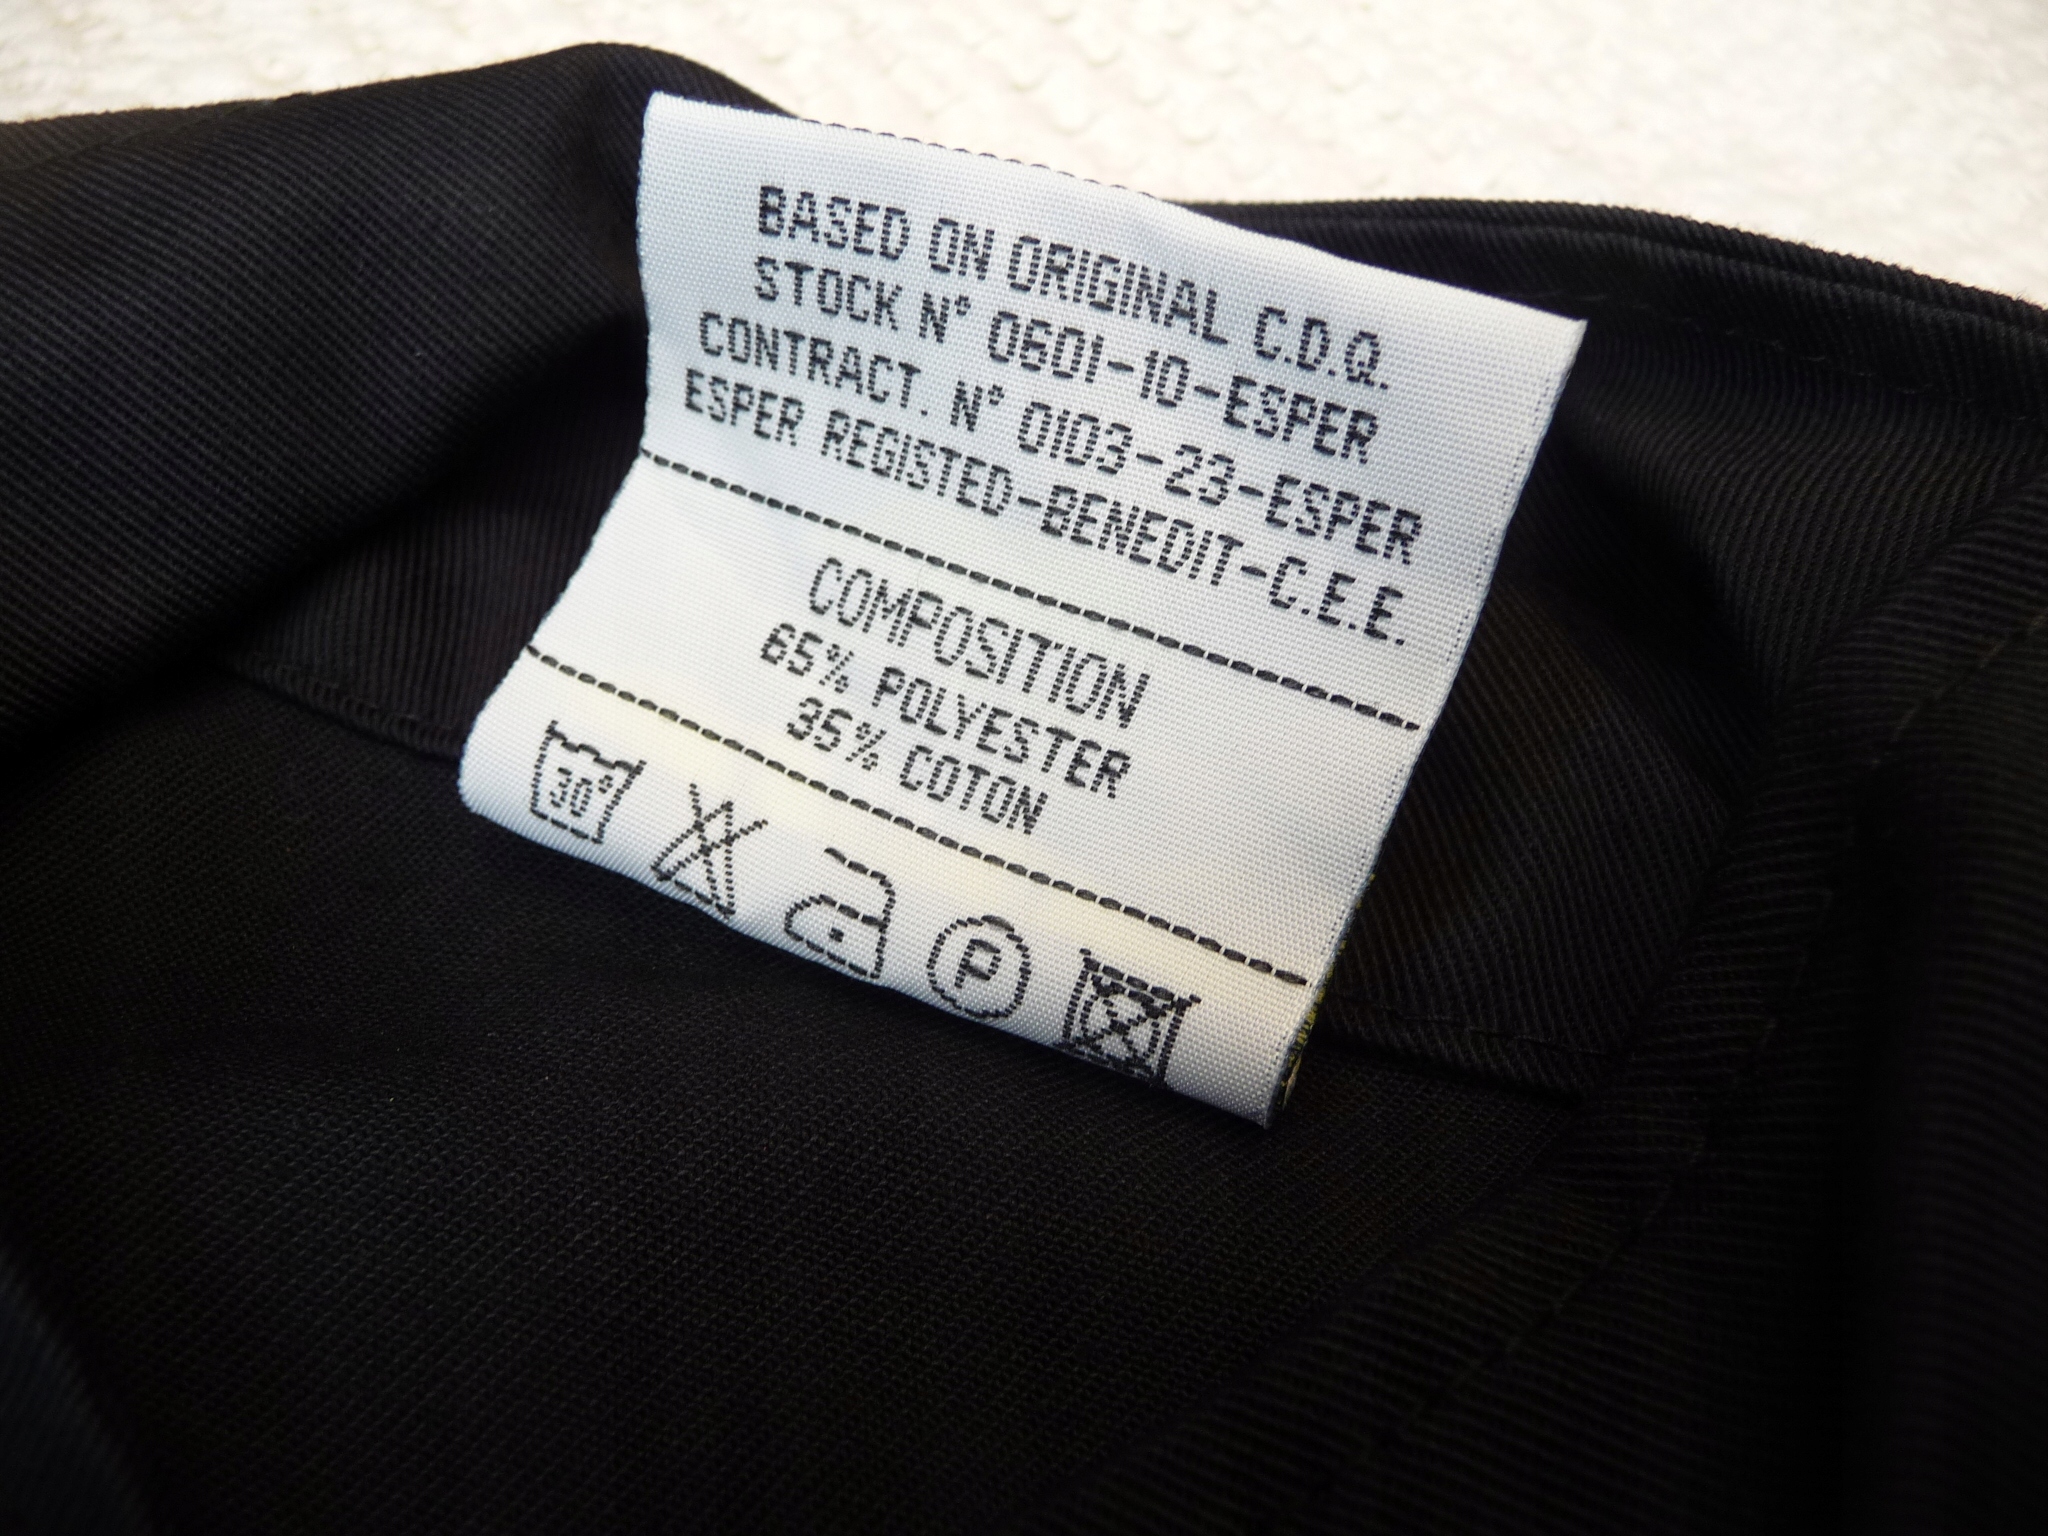 BASED ON ORIGINAL C.D.Q.
STOCK N° 0601-10-ESPER
CONTRACT. N° 0103-23-ESPER
ESPER REGISTED-BENEDIT-C.E.E.
COMPOSITION
65% POLYESTER
35% COTON
30°
P